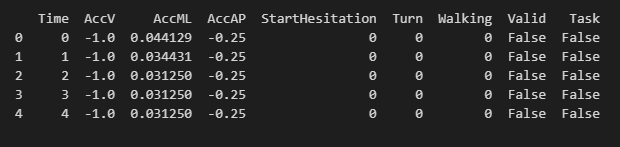 Time AccV AccML AccAP StartHesitation Turn Walking Valid Task
0 0 -1.0 0.044129 -0.25 0 0 0 False False
1 1 -1.0 0.034431 -0.25 0 0 0 False False
2 2 -1.0 0.031250 -0.25 0 0 0 False False
3 3 -1.0 0.031250 -0.25 0 0 0 False False
4 4 -1.0 0.031250 -0.25 0 0 0 False False